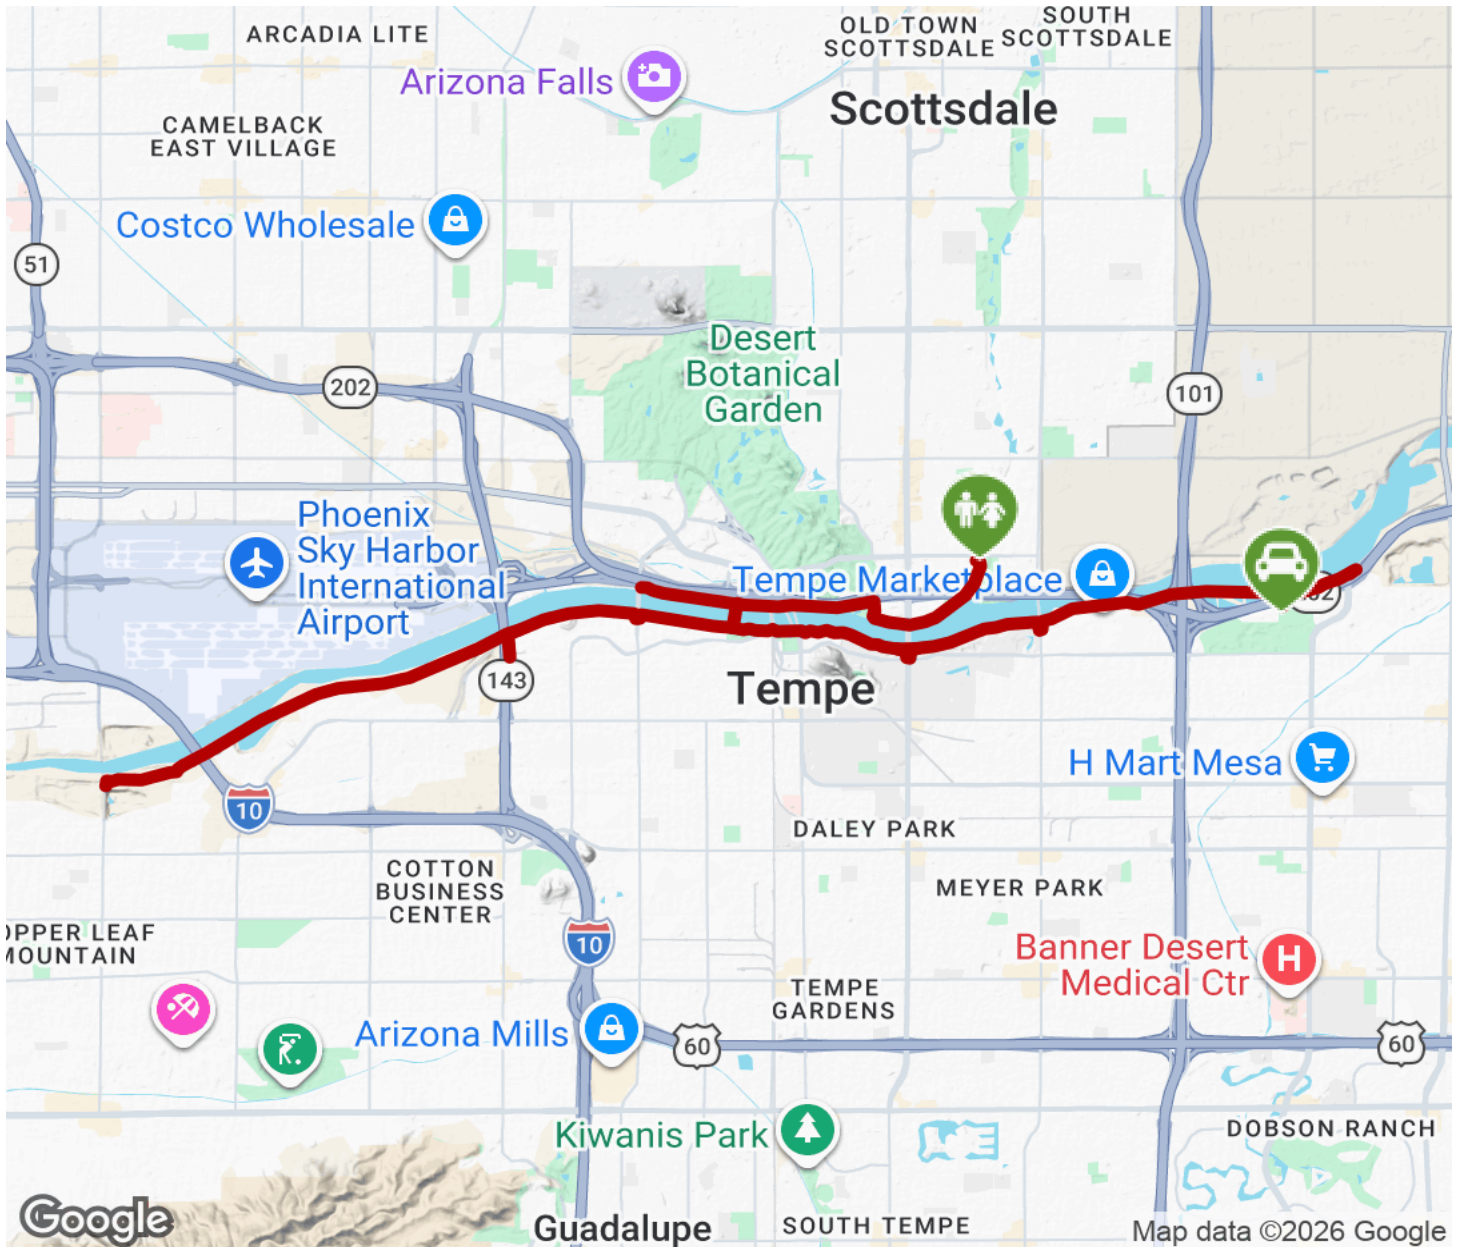 ARCADIA LITE
OLD TOWN
SCOTTSDALE
SOUTH
SCOTTSDALE
Arizona Falls
Scottsdale
CAMELBACK
EAST VILLAGE
Costco Wholesale
51
Desert
Botanical
Garden
202
101
Phoenix
Sky Harbor
International
Airport
Tempe Marketplace
143
Tempe
H Mart Mesa
10
DALEY PARK
COTTON
BUSINESS
CENTER
MEYER PARK
OPPER LEAF
MOUNTAIN
10
Banner Desert
Medical Ctr
H
TEMPE
GARDENS
Arizona Mills
60
60
Kiwanis Park
DOBSON RANCH
Google
Guadalupe
SOUTH TEMPE
Map data ©2026 Google